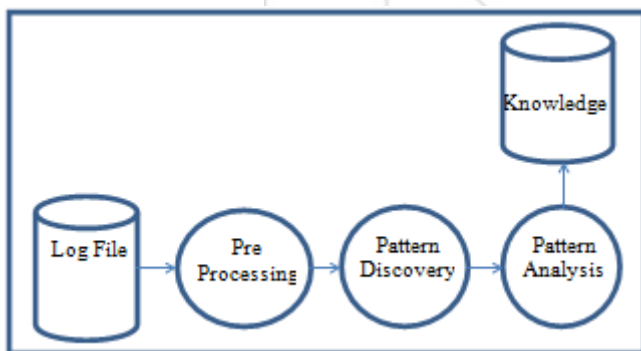 Knowledge
Log File
Pre
Processing
Pattern
Discovery
Pattern
Analysis